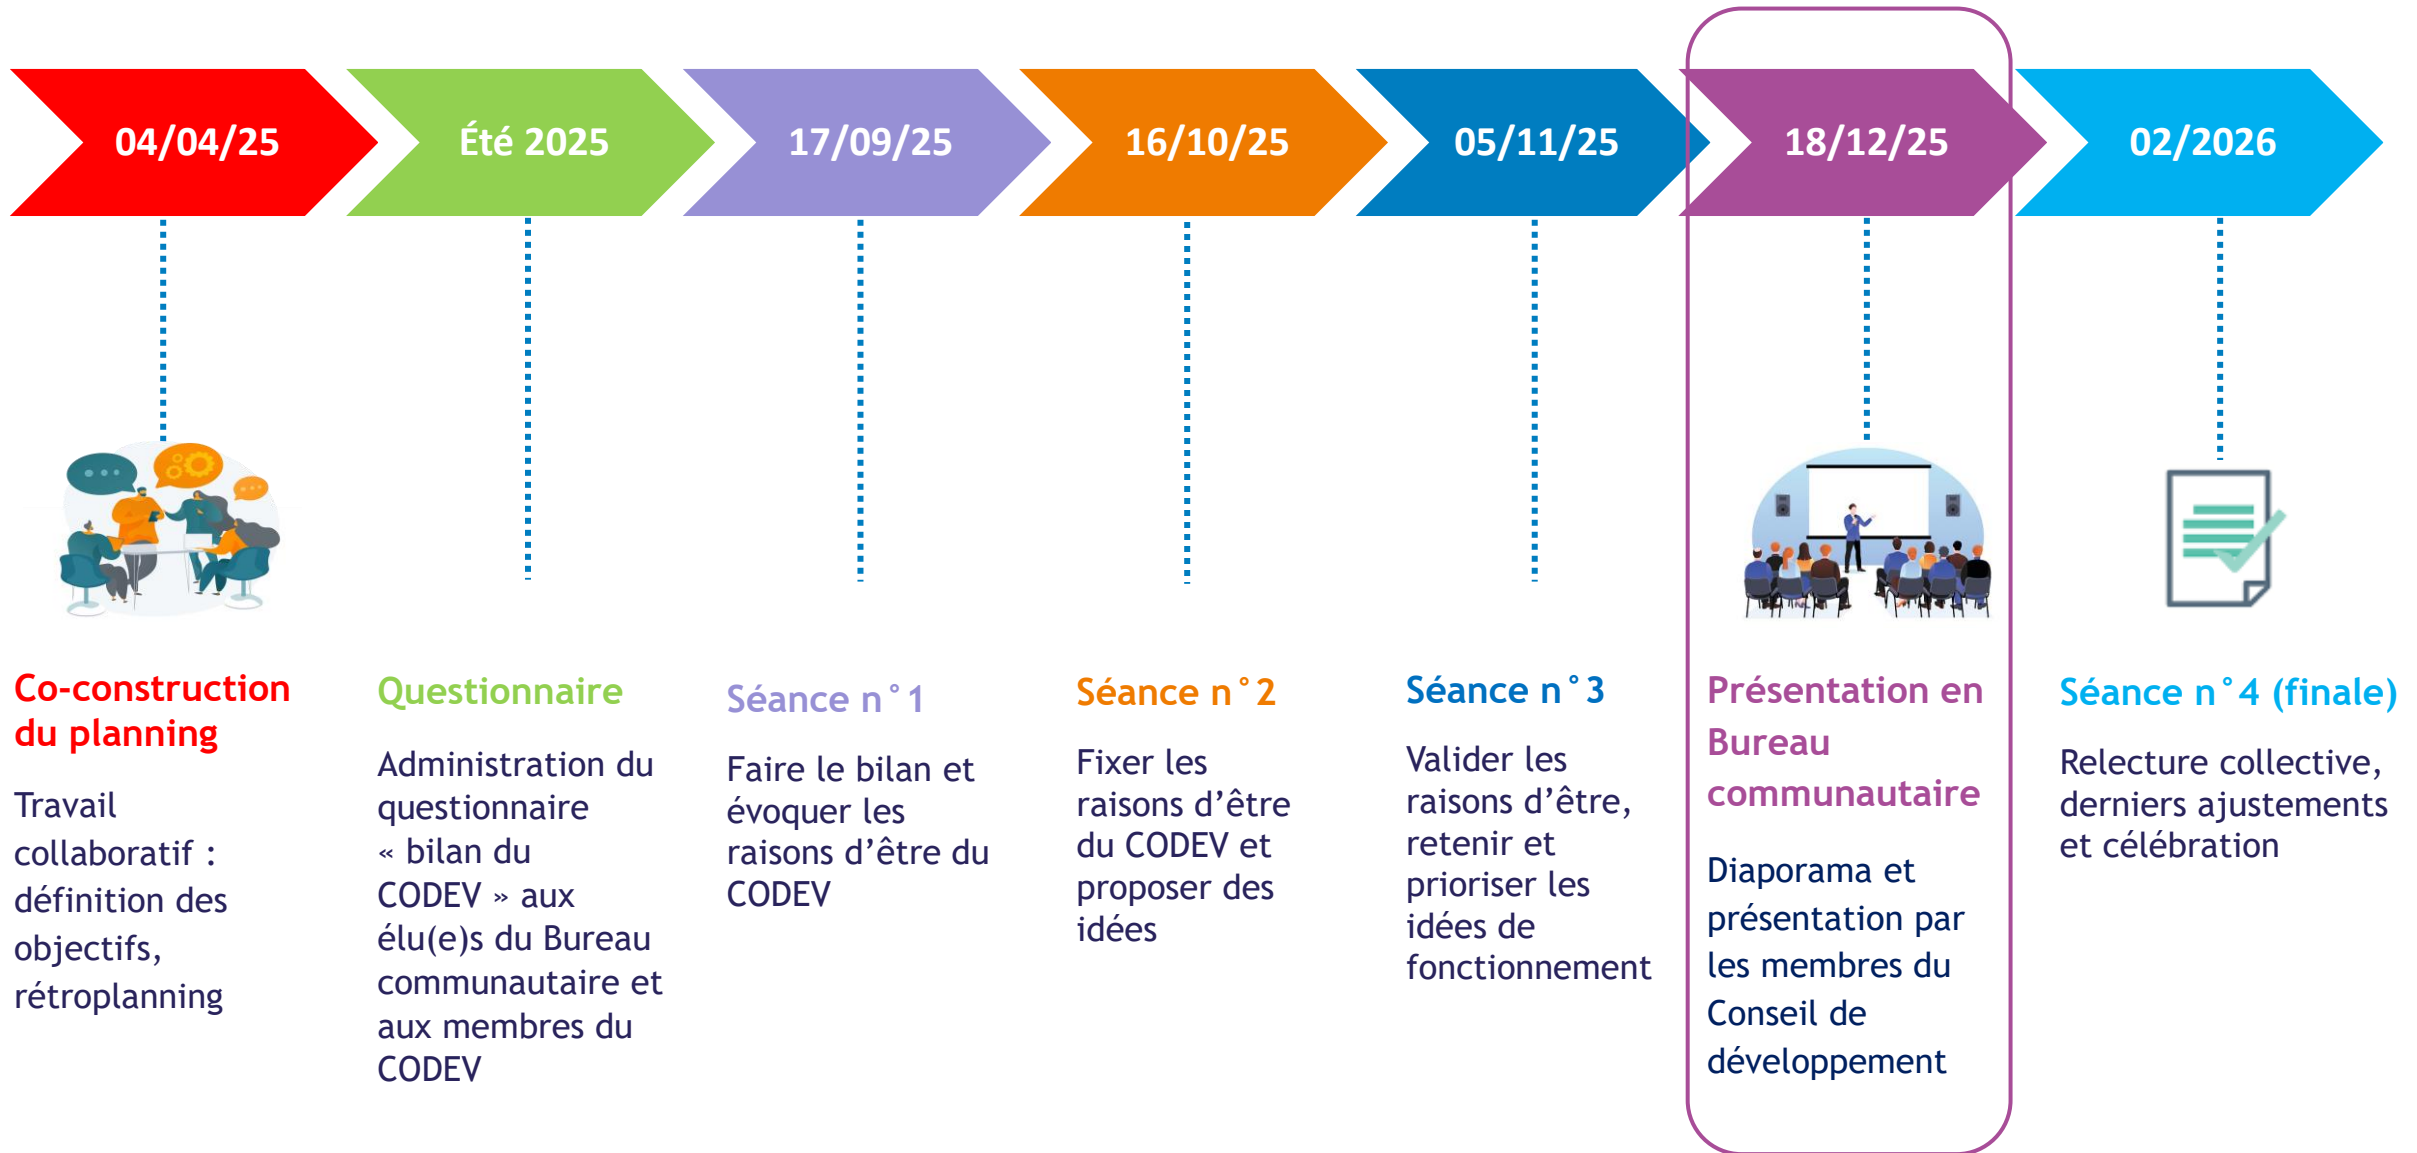 04/04/25
Été 2025
17/09/25
16/10/25
05/11/25
18/12/25
02/2026
Co-construction
du planning
Travail
collaboratif :
définition des
objectifs,
rétroplanning
Questionnaire
Administration du
questionnaire
« bilan du
CODEV » aux
élu(e)s du Bureau
communautaire et
aux membres du
CODEV
Séance n°1
Faire le bilan et
évoquer les
raisons d’être du
CODEV
Séance n°2
Fixer les
raisons d’être
du CODEV et
proposer des
idées
Séance n°3
Valider les
raisons d’être,
retenir et
prioriser les
idées de
fonctionnement
Présentation en
Bureau
communautaire
Diaporama et
présentation par
les membres du
Conseil de
développement
Séance n°4 (finale)
Relecture collective,
derniers ajustements
et célébration